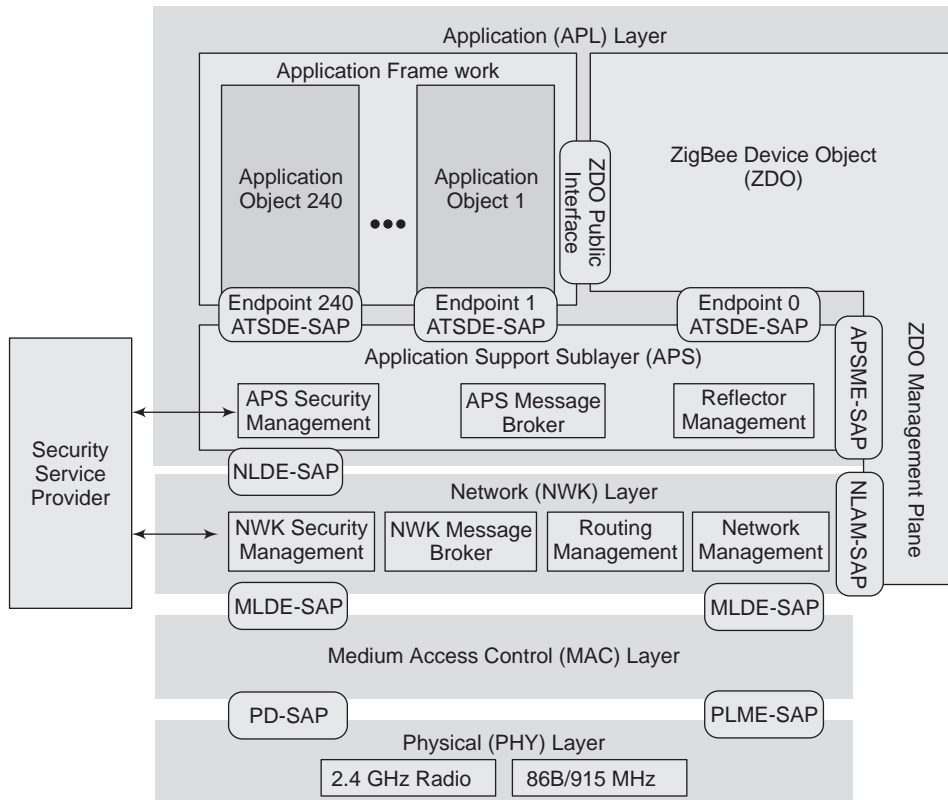 Application (APL) Layer
Application Frame work
Application
Object 240
Application
Object 1
ZDO Public
Interface
ZigBee Device Object
(ZDO)
Endpoint 240
ATSDE-SAP
Endpoint 1
ATSDE-SAP
Endpoint 0
ATSDE-SAP
Application Support Sublayer (APS)
APS Security
Management
APS Message
Broker
Reflector
Management
APSME-SAP
ZDO Management Plane
Security
Service
Provider
NLDE-SAP
Network (NWK) Layer
NWK Security
Management
NWK Message
Broker
Routing
Management
Network
Management
NLAM-SAP
MLDE-SAP
MLDE-SAP
Medium Access Control (MAC) Layer
PD-SAP
PLME-SAP
Physical (PHY) Layer
2.4 GHz Radio
86B/915 MHz